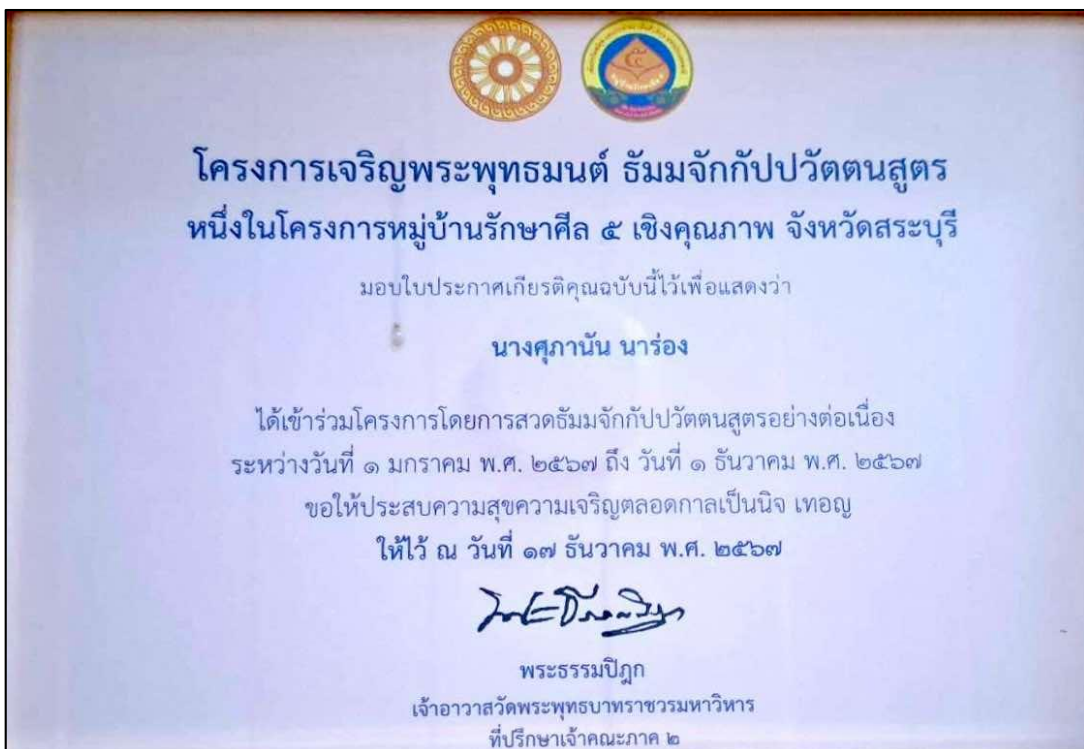 โครงการเจริญพระพุทธมนต์ ธัมมจักกัปปวัตตนสูตร
หนึ่งในโครงการหมู่บ้านรักษาศีล ๕ เชิงคุณภาพ จังหวัดสระบุรี
มอบใบประกาศเกียรติคุณฉบับนี้ไว้เพื่อแสดงว่า
นางศุภานัน นาร่อง
ได้เข้าร่วมโครงการโดยการสวดธัมมจักกัปปวัตตนสูตรอย่างต่อเนื่อง
ระหว่างวันที่ ๑ มกราคม พ.ศ. ๒๕๖๗ ถึง วันที่ ๑ ธันวาคม พ.ศ. ๒๕๖๗
ขอให้ประสบความสุขความเจริญตลอดกาลเป็นนิจ เทอญ
ให้ไว้ ณ วันที่ ๑๗ ธันวาคม พ.ศ. ๒๕๖๗
พระธรรมปิฎก
เจ้าอาวาสวัดพระพุทธบาทราชวรมหาวิหาร
ที่ปรึกษาเจ้าคณะภาค ๒